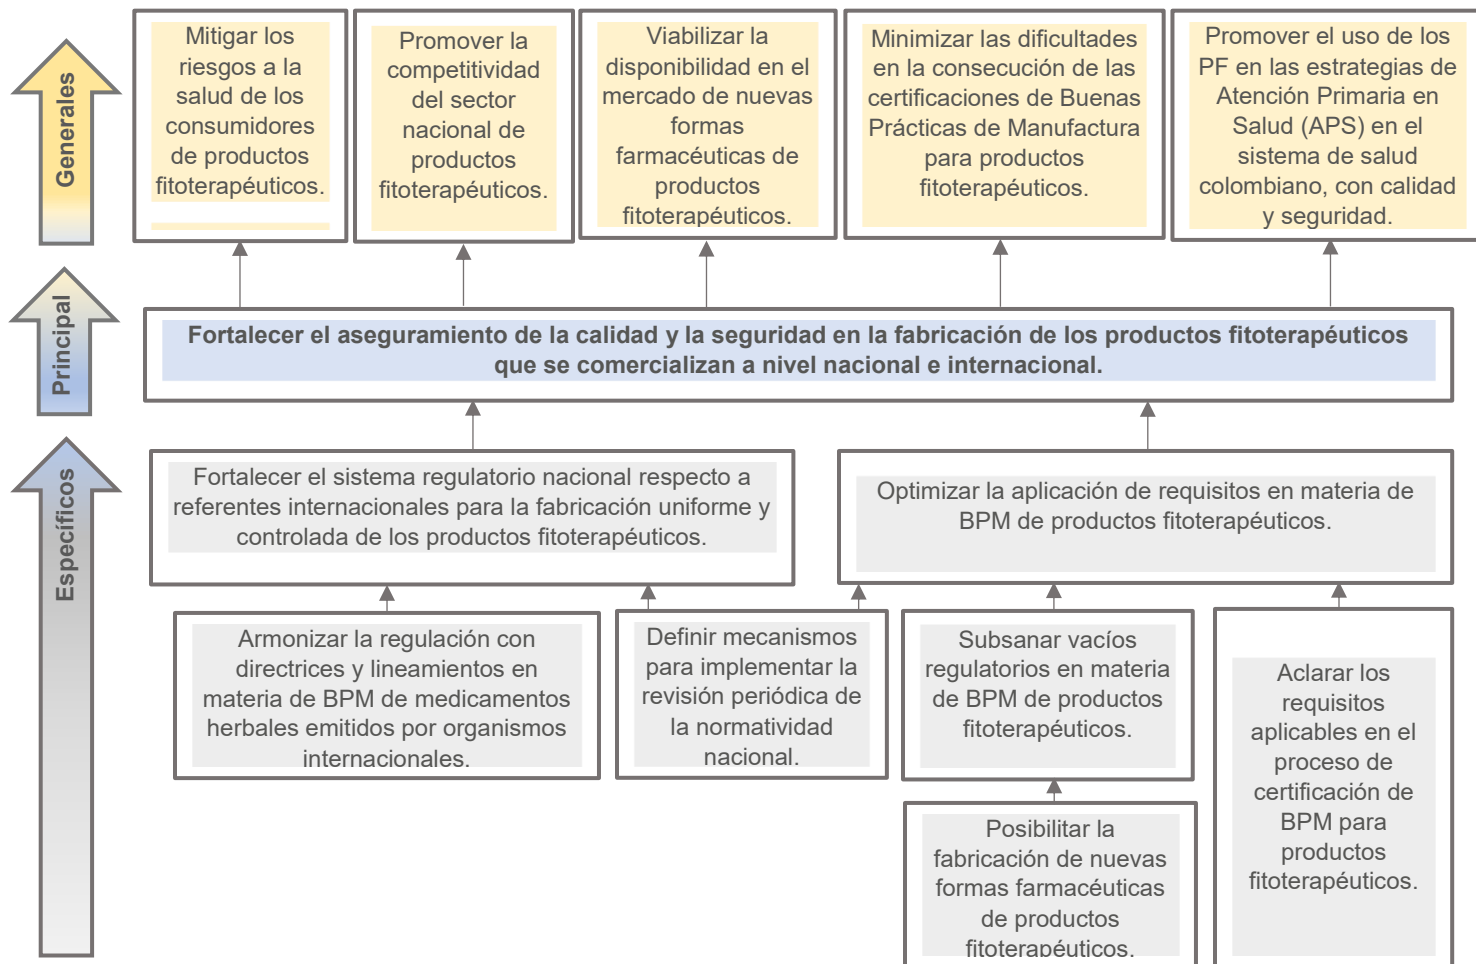 Generales
Mitigar los
riesgos a la
salud de los
consumidores
de productos
fitoterapéuticos.
Promover la
competitividad
del sector
nacional de
productos
fitoterapéuticos.
Viabilizar la
disponibilidad en el
mercado de nuevas
formas
farmacéuticas de
productos
fitoterapéuticos.
Minimizar las dificultades
en la consecución de las
certificaciones de Buenas
Prácticas de Manufactura
para productos
fitoterapéuticos.
Promover el uso de los
PF en las estrategias de
Atención Primaria en
Salud (APS) en el
sistema de salud
colombiano, con calidad
y seguridad.
Principal
Fortalecer el aseguramiento de la calidad y la seguridad en la fabricación de los productos fitoterapéuticos
que se comercializan a nivel nacional e internacional.
Específicos
Fortalecer el sistema regulatorio nacional respecto a
referentes internacionales para la fabricación uniforme y
controlada de los productos fitoterapéuticos.
Optimizar la aplicación de requisitos en materia de
BPM de productos fitoterapéuticos.
Armonizar la regulación con
directrices y lineamientos en
materia de BPM de medicamentos
herbales emitidos por organismos
internacionales.
Definir mecanismos
para implementar la
revisión periódica de
la normatividad
nacional.
Subsanar vacíos
regulatorios en materia
de BPM de productos
fitoterapéuticos.
Aclarar los
requisitos
aplicables en el
proceso de
certificación de
BPM para
productos
fitoterapéuticos.
Posibilitar la
fabricación de nuevas
formas farmacéuticas
de productos
fitoterapéuticos.